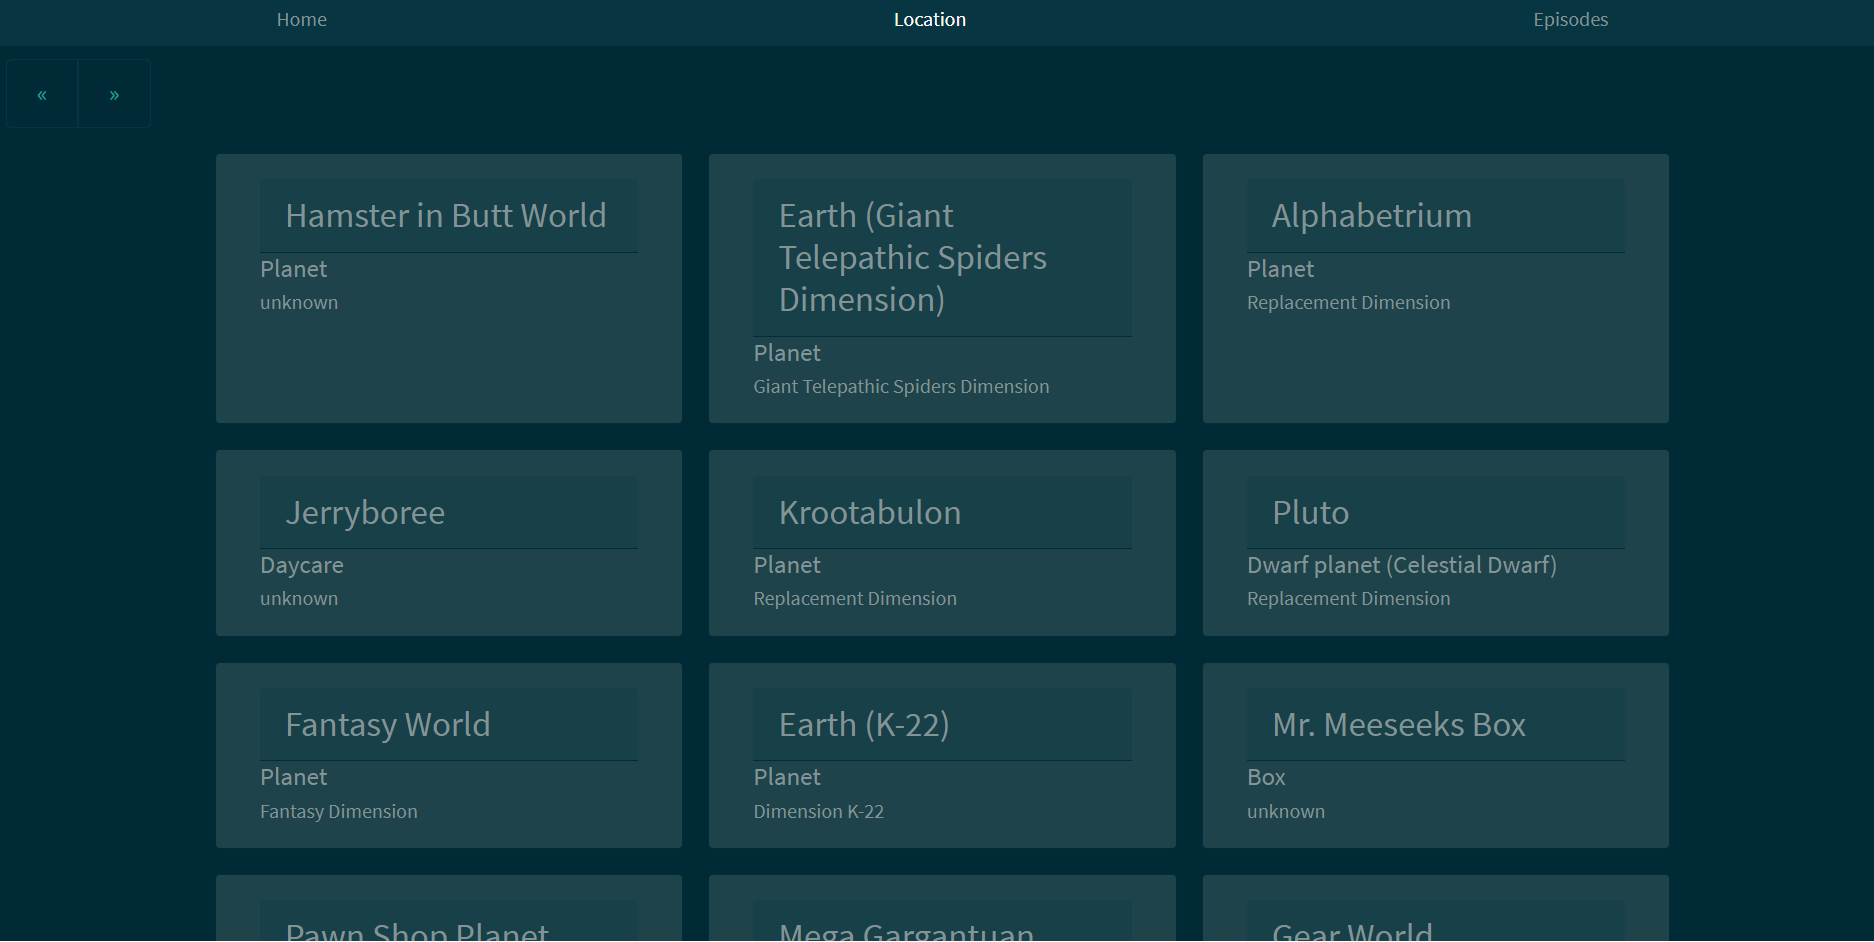 Home
Location
Episodes
«
»
Hamster in Butt World
Planet
unknown
Earth (Giant
Telepathic Spiders
Dimension)
Planet
Giant Telepathic Spiders Dimension
Alphabetrium
Planet
Replacement Dimension
Jerryboree
Daycare
unknown
Krootabulon
Planet
Replacement Dimension
Pluto
Dwarf planet (Celestial Dwarf)
Replacement Dimension
Fantasy World
Planet
Fantasy Dimension
Earth (K-22)
Planet
Dimension K-22
Mr. Meeseeks Box
Box
unknown
Pawn Shop Planet
Mega Gargantuan
Gear World